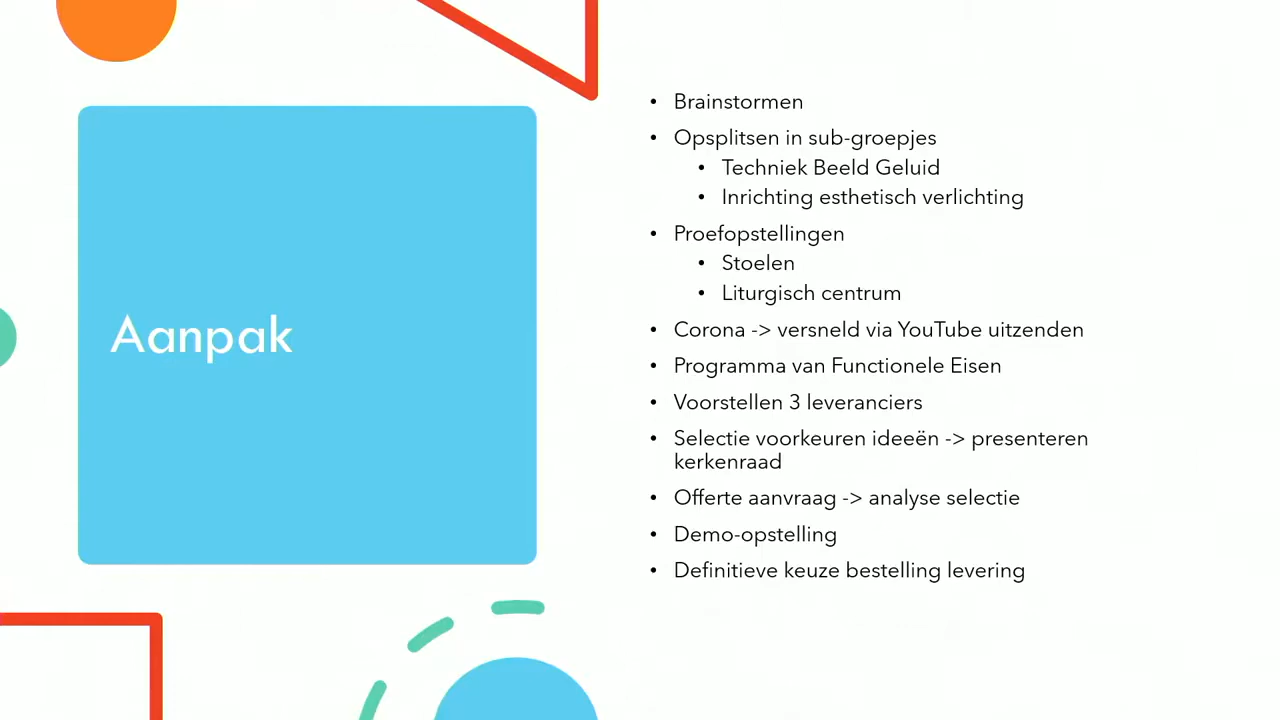 Aanpak
• Brainstormen
• Opsplitsen in sub-groepjes
• Techniek Beeld Geluid
• Inrichting esthetisch verlichting
• Proefopstellingen
• Stoelen
• Liturgisch centrum
• Corona -> versneld via YouTube uitzenden
• Programma van Functionele Eisen
• Voorstellen 3 leveranciers
• Selectie voorkeuren ideeën -> presenteren
kerkenraad
• Offerte aanvraag -> analyse selectie
• Demo-opstelling
• Definitieve keuze bestelling levering